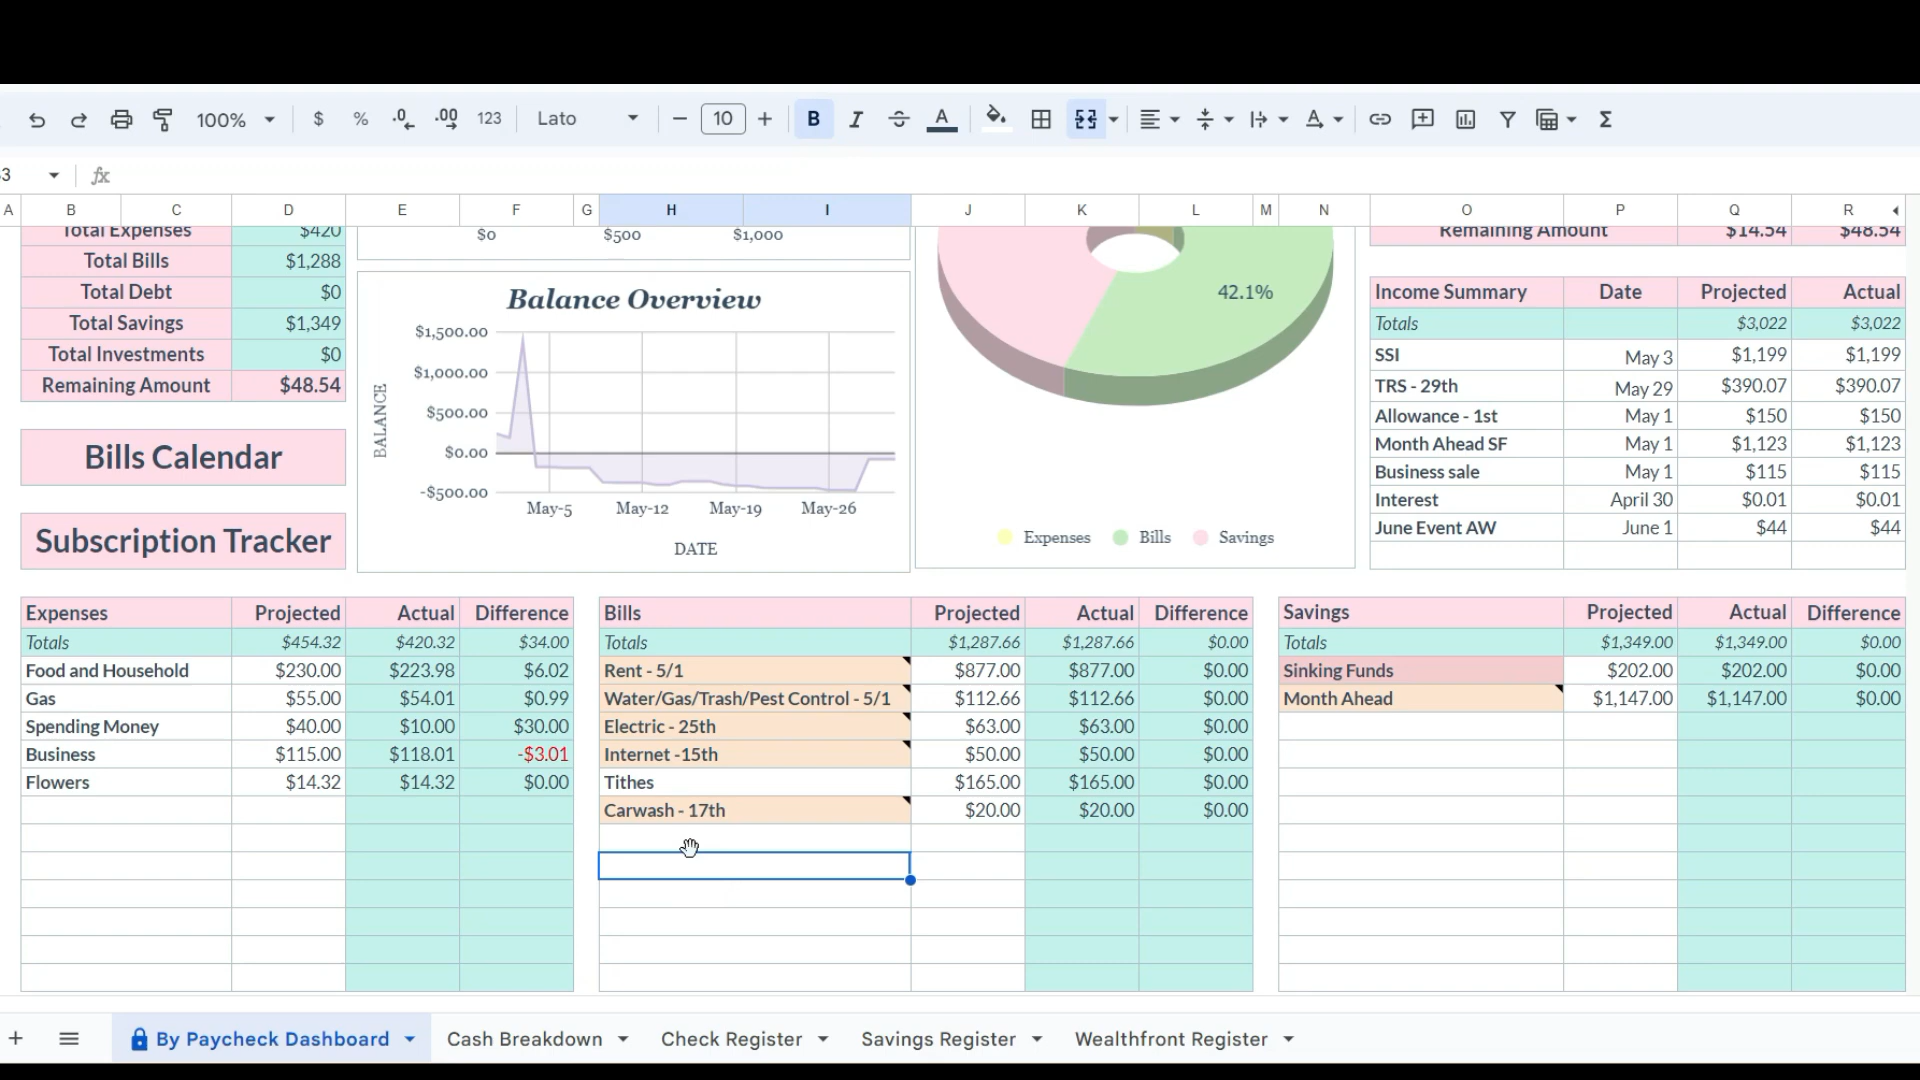 100% $ % .0 .00 123 Lato 10 B I A Σ
3 fx
A B C D E F G H I J K L M N O P Q R
Total Expenses $420
Total Bills $1,288
Total Debt $0
Total Savings $1,349
Total Investments $0
Remaining Amount $48.54
Bills Calendar
Subscription Tracker
$0 $500 $1,000
Balance Overview
BALANCE
$1,500.00
$1,000.00
$500.00
$0.00
-$500.00
May-5 May-12 May-19 May-26
DATE
42.1%
Expenses Bills Savings
Remaining Amount $14.54 $48.54
Income Summary Date Projected Actual
Totals $3,022 $3,022
SSI May 3 $1,199 $1,199
TRS - 29th May 29 $390.07 $390.07
Allowance - 1st May 1 $150 $150
Month Ahead SF May 1 $1,123 $1,123
Business sale May 1 $115 $115
Interest April 30 $0.01 $0.01
June Event AW June 1 $44 $44
Expenses Projected Actual Difference
Totals $454.32 $420.32 $34.00
Food and Household $230.00 $223.98 $6.02
Gas $55.00 $54.01 $0.99
Spending Money $40.00 $10.00 $30.00
Business $115.00 $118.01 -$3.01
Flowers $14.32 $14.32 $0.00
Bills Projected Actual Difference
Totals $1,287.66 $1,287.66 $0.00
Rent - 5/1 $877.00 $877.00 $0.00
Water/Gas/Trash/Pest Control - 5/1 $112.66 $112.66 $0.00
Electric - 25th $63.00 $63.00 $0.00
Internet -15th $50.00 $50.00 $0.00
Tithes $165.00 $165.00 $0.00
Carwash - 17th $20.00 $20.00 $0.00
Savings Projected Actual Difference
Totals $1,349.00 $1,349.00 $0.00
Sinking Funds $202.00 $202.00 $0.00
Month Ahead $1,147.00 $1,147.00 $0.00
By Paycheck Dashboard Cash Breakdown Check Register Savings Register Wealthfront Register